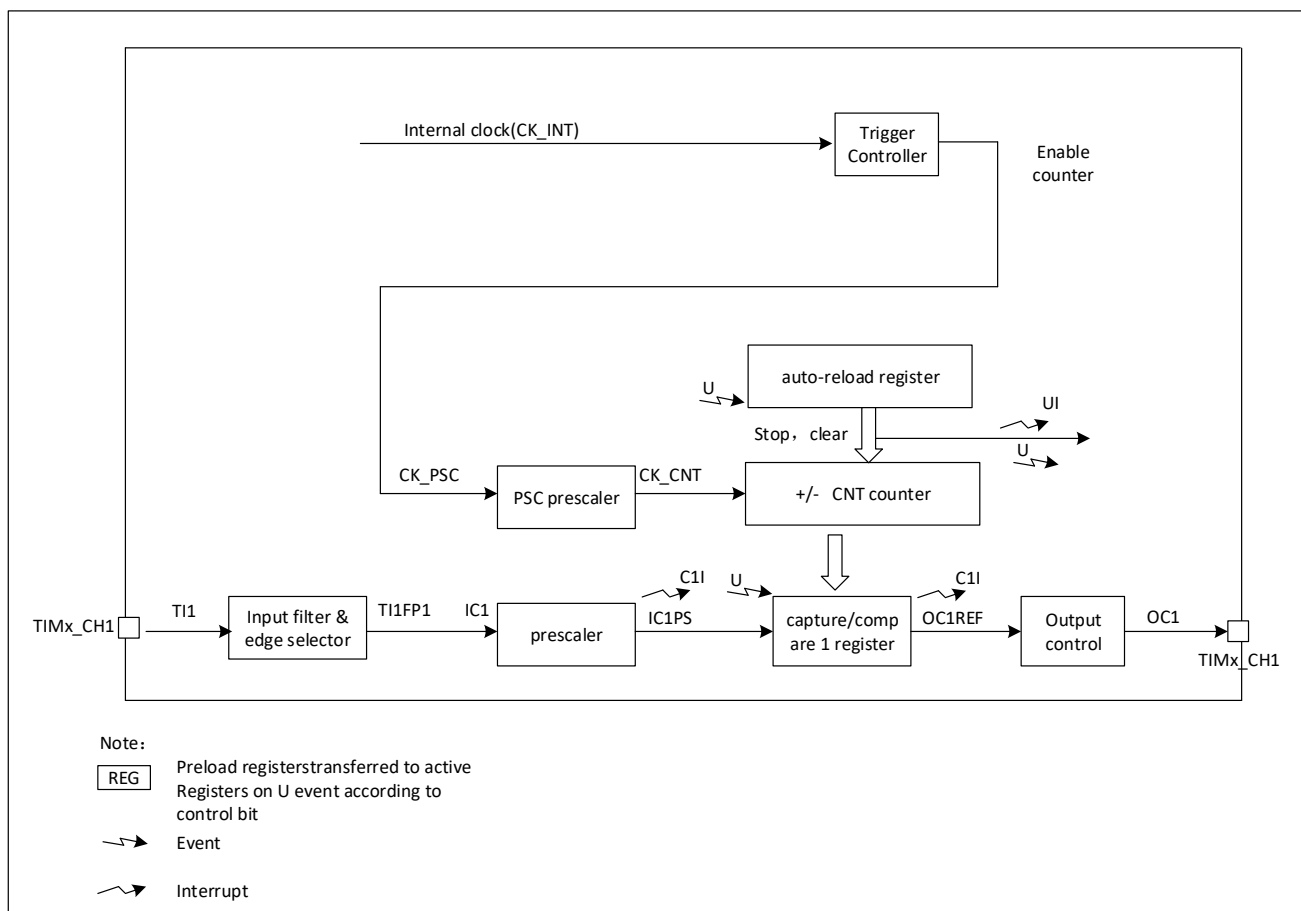 Internal clock(CK_INT)
Trigger
Controller
Enable
counter
auto-reload register
U
UI
Stop，clear
U
CK_PSC
CK_CNT
PSC prescaler
+/-   CNT counter
C1I
U
C1I
TI1
TI1FP1
IC1
IC1PS
OC1REF
OC1
TIMx_CH1
Input filter &
edge selector
prescaler
capture/comp
are 1 register
Output
control
TIMx_CH1
Note：
REG
Preload registerstransferred to active
Registers on U event according to
control bit
Event
Interrupt